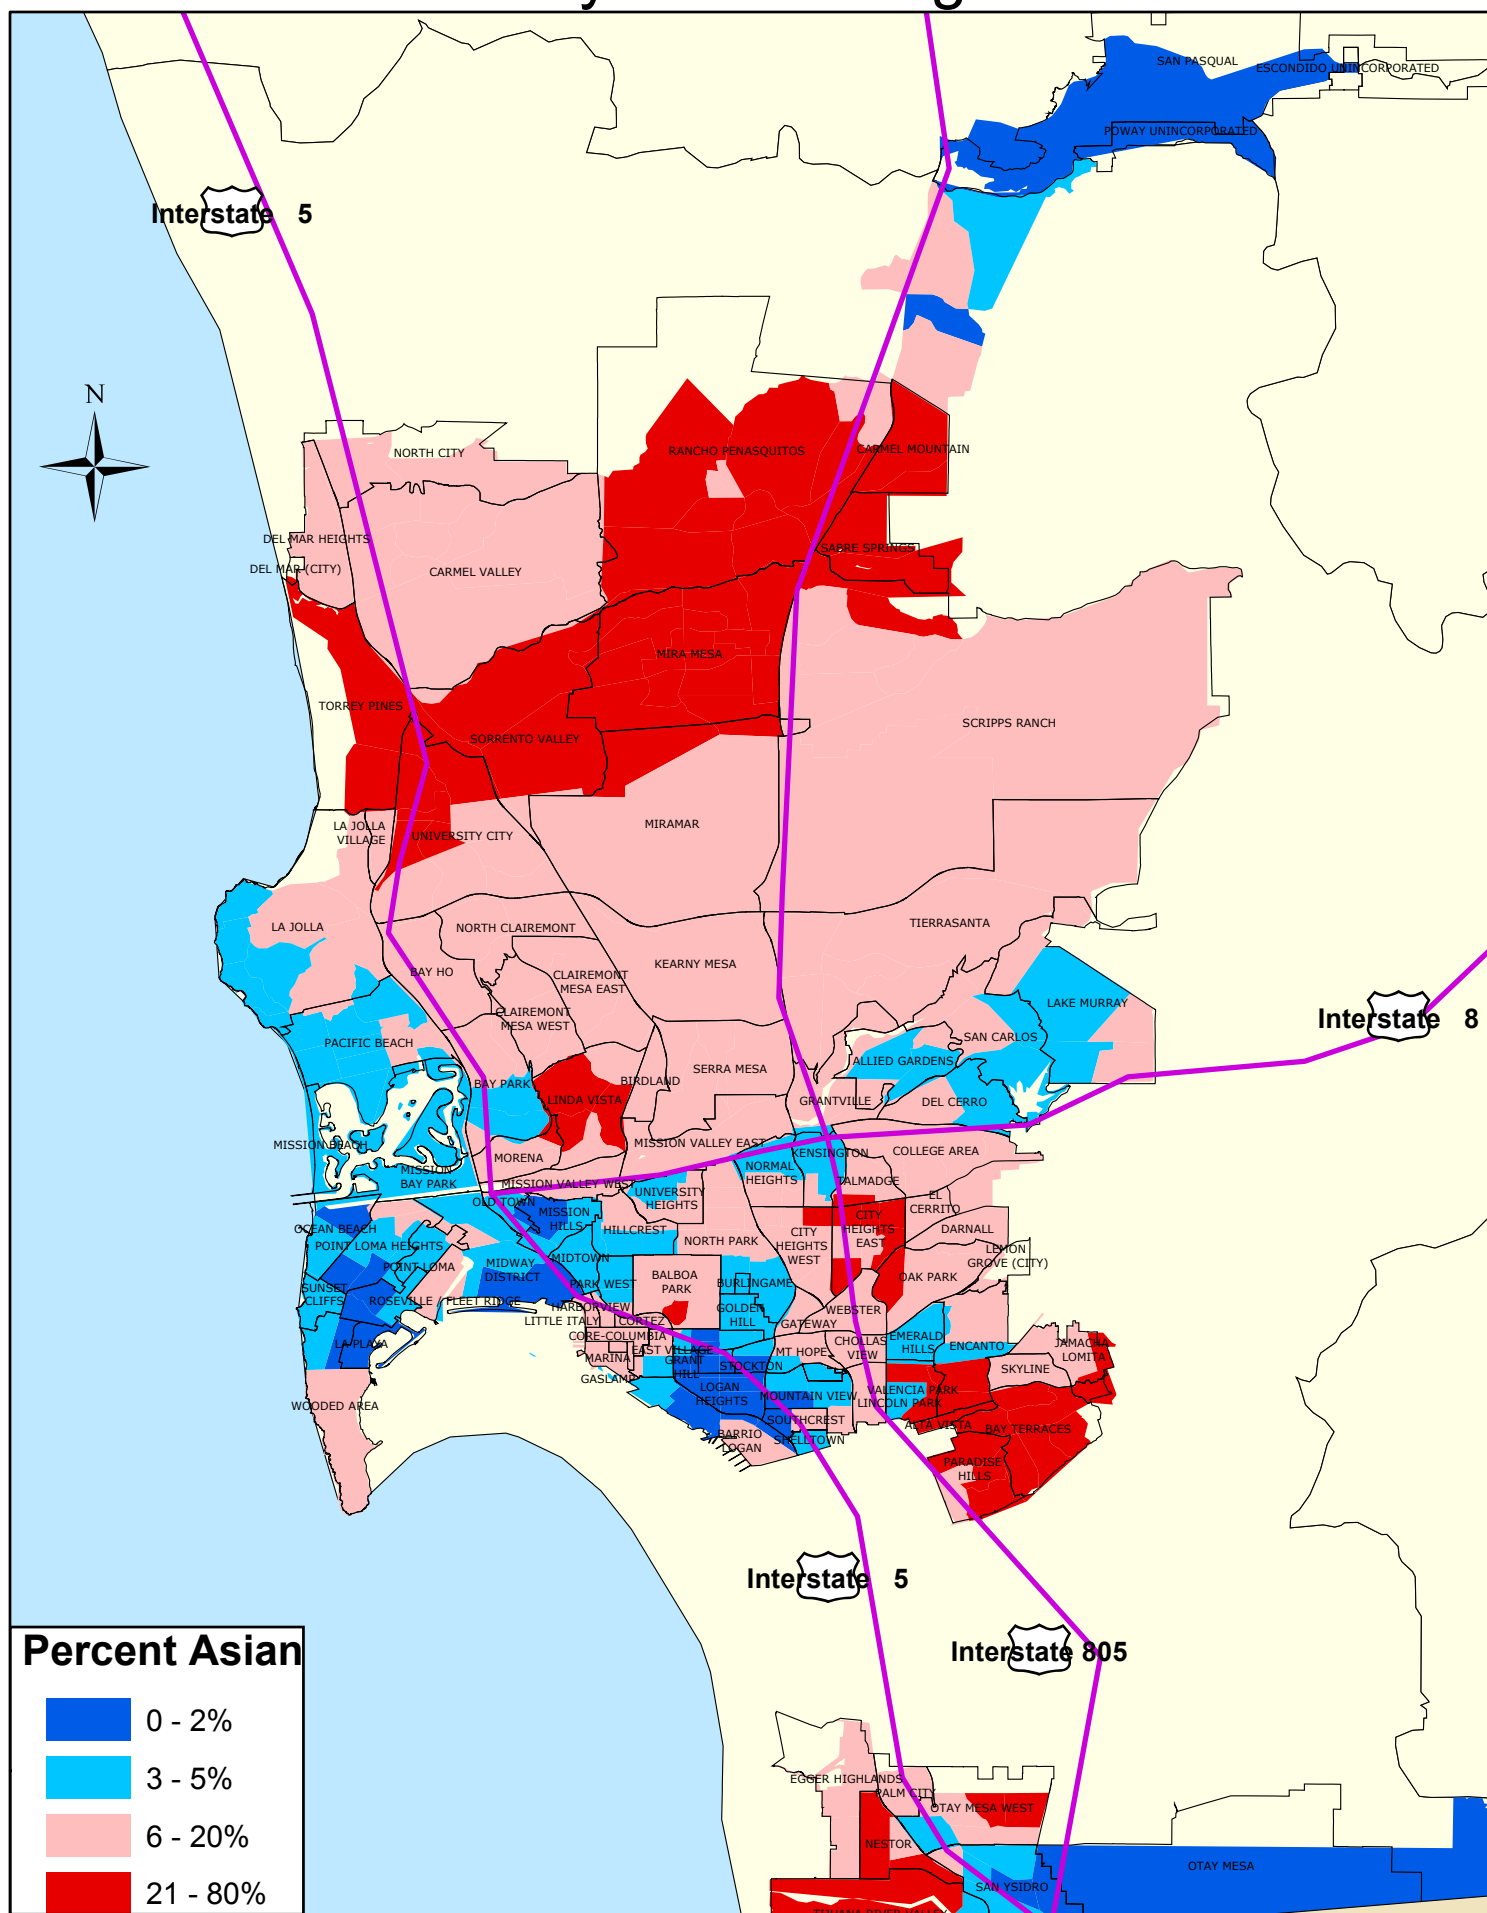 SAN PASQUAL
ESCONDIDO UNINCORPORATED
POWAY UNINCORPORATED
Interstate 5
N
NORTH CITY
RANCHO PENASQUITOS
CARMEL MOUNTAIN
DEL MAR HEIGHTS
SABRE SPRINGS
DEL MAR (CITY)
CARMEL VALLEY
MIRA MESA
TORREY PINES
SCRIPPS RANCH
SORRENTO VALLEY
LA JOLLA
VILLAGE
UNIVERSITY CITY
MIRAMAR
LA JOLLA
NORTH CLAIREMONT
TIERRASANTA
BAY HO
CLAIREMONT
MESA EAST
KEARNY MESA
LAKE MURRAY
Interstate 8
CLAIREMONT
MESA WEST
PACIFIC BEACH
SAN CARLOS
ALLIED GARDENS
SERRA MESA
BAY PARK
BIRDLAND
LINDA VISTA
GRANTVILLE
DEL CERRO
MISSION BEACH
MISSION VALLEY EAST
KENSINGTON
COLLEGE AREA
MORENA
MISSION
BAY PARK
NORMAL
HEIGHTS
TALMADGE
MISSION VALLEY WEST
UNIVERSITY
HEIGHTS
EL
CERRITO
OLD TOWN
MISSION
HILLS
CITY
HEIGHTS
EAST
OCEAN BEACH
HILLCREST
DARNALL
NORTH PARK
CITY
HEIGHTS
WEST
POINT LOMA HEIGHTS
LEMON
GROVE (CITY)
MIDTOWN
POINT LOMA
MIDWAY
DISTRICT
OAK PARK
PARK WEST
BALBOA
PARK
BURLINGAME
SUNSET
CLIFFS
ROSEVILLE / FLEET RIDGE
HARBORVIEW
GOLDEN
HILL
WEBSTER
LITTLE ITALY
CORTEZ
GATEWAY
CORE-COLUMBIA
EMERALD
HILLS
LA PLAYA
EAST VILLAGE
MT HOPE
CHOLLAS
VIEW
ENCANTO
JAMACHA
LOMITA
MARINA
GRANT
HILL
STOCKTON
SKYLINE
GASLAMP
LOGAN
HEIGHTS
MOUNTAIN VIEW
VALENCIA PARK
LINCOLN PARK
WOODED AREA
SOUTHCREST
ALTA VISTA
BAY TERRACES
BARRIO
LOGAN
SHELLTOWN
PARADISE
HILLS
Interstate 5
Interstate 805
Percent Asian
0 - 2%
3 - 5%
6 - 20%
21 - 80%
EGGER HIGHLANDS
PALM CITY
OTAY MESA WEST
NESTOR
OTAY MESA
SAN YSIDRO
TIJUANA RIVER VALLEY